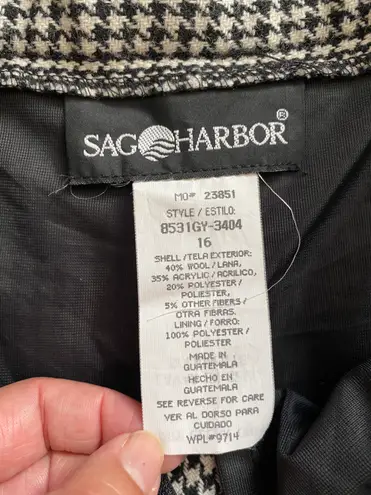 SAG HARBOR®
MO# 23851
STYLE / ESTILO:
8531GY-3404
16
SHELL / TELA EXTERIOR:
40% WOOL / LANA,
35% ACRYLIC / ACRILICO,
20% POLYESTER /
POLIESTER,
5% OTHER FIBERS /
OTRA FIBRAS.
LINING / FORRO:
100% POLYESTER /
POLIESTER
MADE IN
GUATEMALA
HECHO EN
GUATEMALA
SEE REVERSE FOR CARE
VER AL DORSO PARA
CUIDADO
WPL#9714